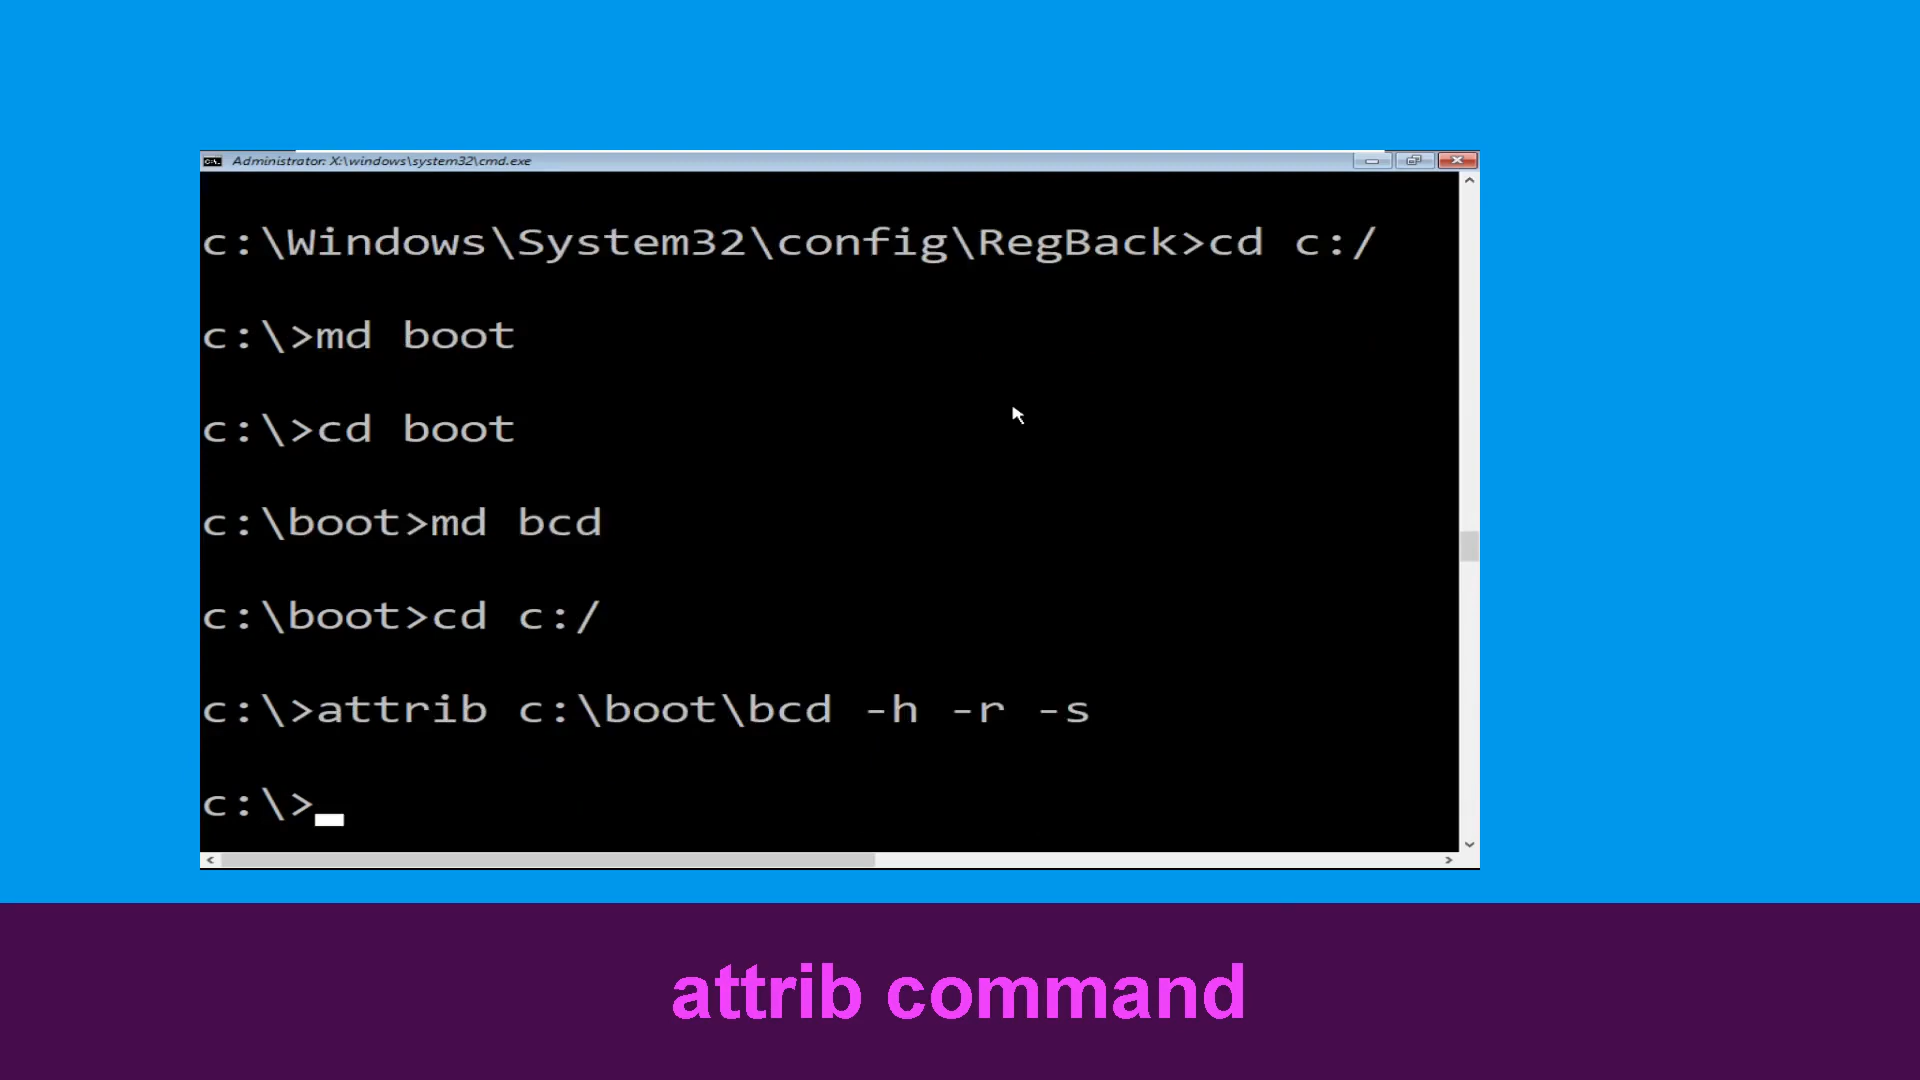 Administrator: X:\windows\system32\cmd.exe
c:\Windows\System32\config\RegBack>cd c:/
c:\>md boot
c:\>cd boot
c:\boot>md bcd
c:\boot>cd c:/
c:\>attrib c:\boot\bcd -h -r -s
c:\>
attrib command